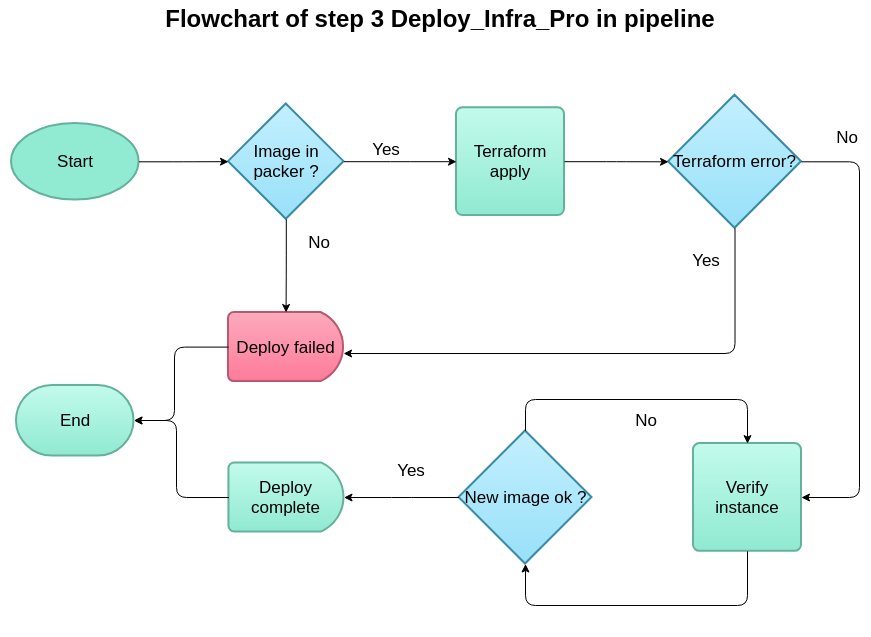 Flowchart of step 3 Deploy_Infra_Pro in pipeline
Start
Image in
packer ?
Yes
Terraform
apply
Terraform error?
No
No
Yes
Deploy failed
End
No
Yes
Deploy
complete
New image ok ?
Verify
instance